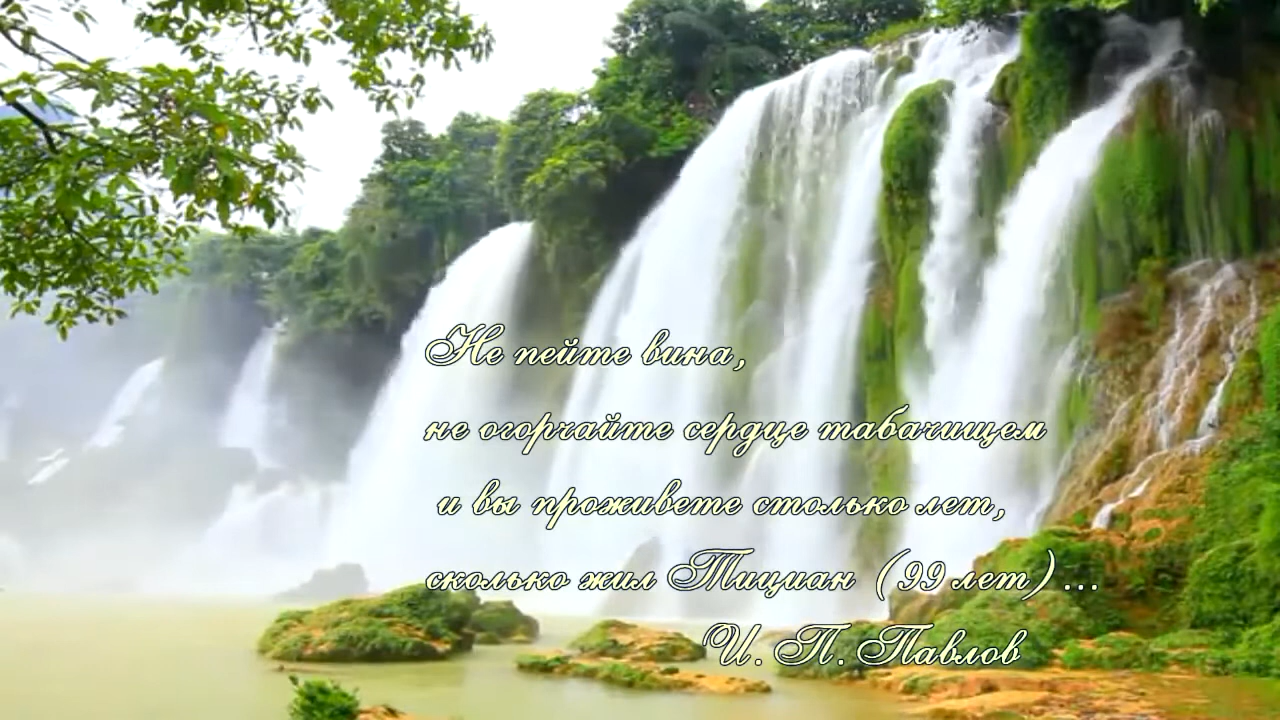 Не пейте вина,
не огорчайте сердце табачищем
и вы проживете столько лет,
сколько жил Тициан (99 лет)...
И. П. Павлов